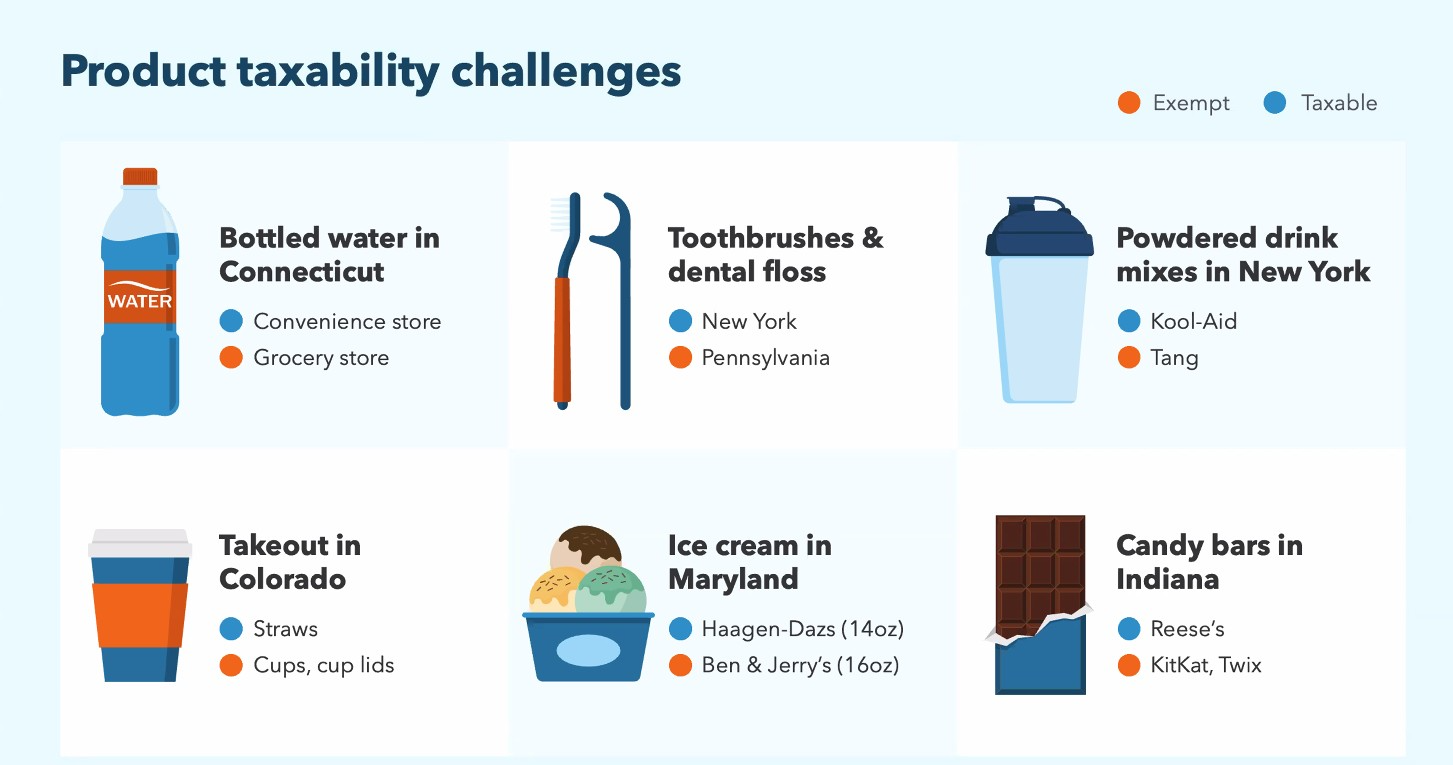 Product taxability challenges
Exempt
Taxable
WATER
Bottled water in
Connecticut
Convenience store
Grocery store
Toothbrushes &
dental floss
New York
Pennsylvania
Powdered drink
mixes in New York
Kool-Aid
Tang
Takeout in
Colorado
Straws
Cups, cup lids
Ice cream in
Maryland
Haagen-Dazs (14oz)
Ben & Jerry’s (16oz)
Candy bars in
Indiana
Reese’s
KitKat, Twix